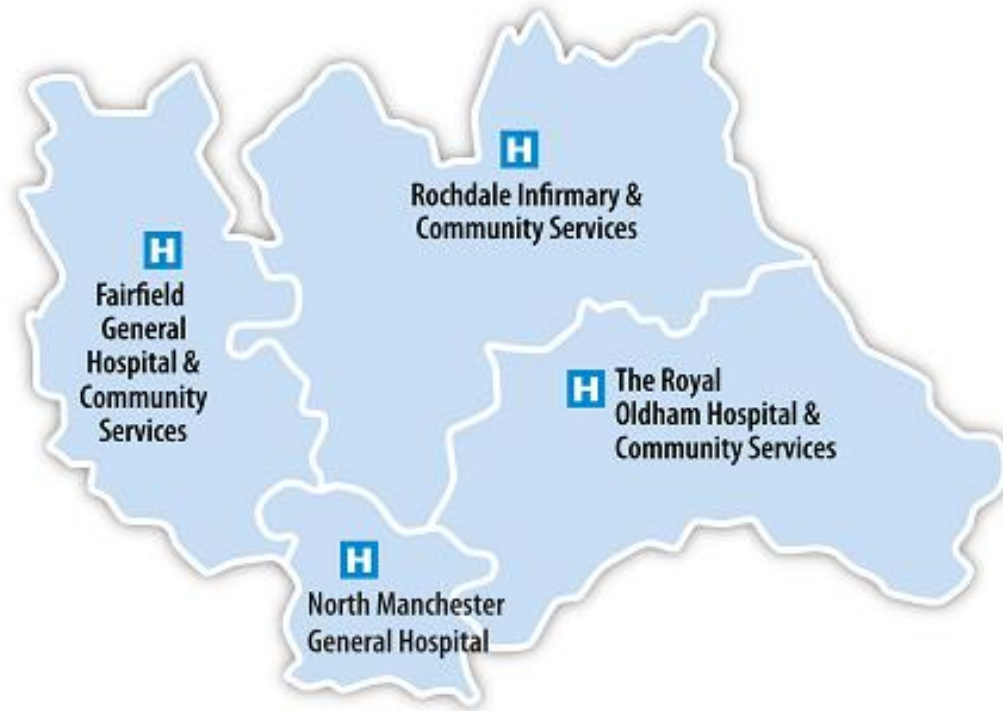 H
Rochdale Infirmary &
Community Services
H
Fairfield
General
Hospital &
Community
Services
H
The Royal
Oldham Hospital &
Community Services
H
North Manchester
General Hospital